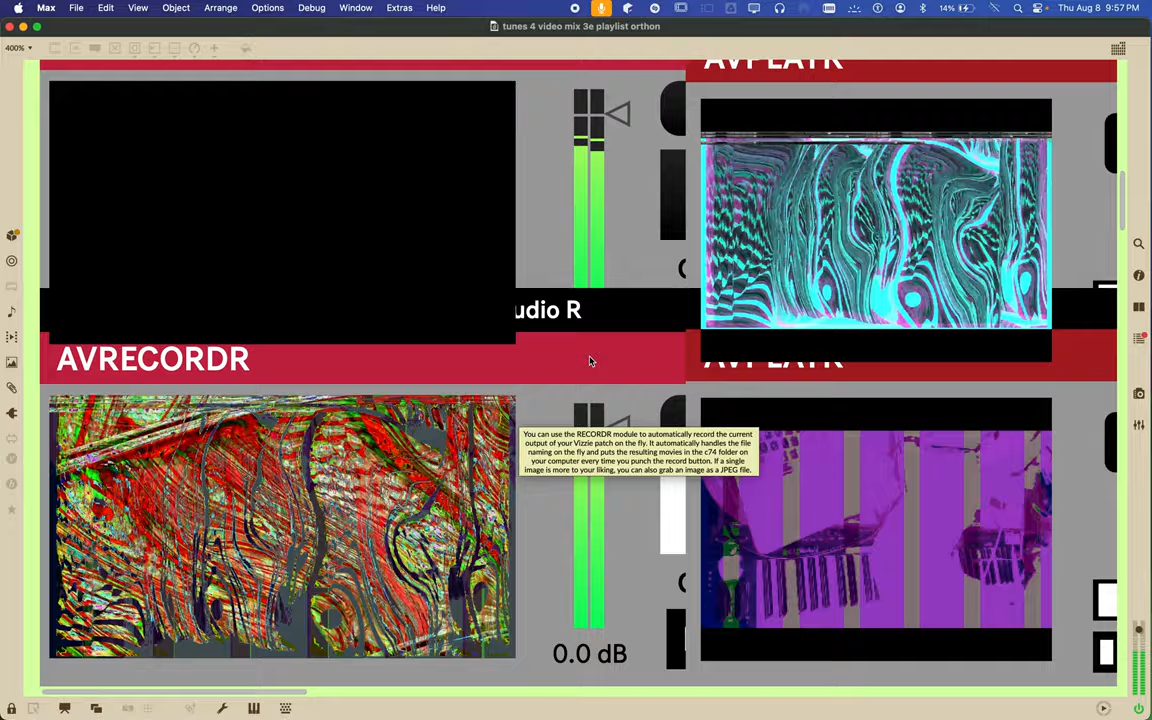 Max File Edit View Object Arrange Options Debug Window Extras Help 14% Thu Aug 8 9:57 PM
tunes 4 video mix 3e playlist orthon
400%
AVPLAYR
udio R
AVRECORDR
AVPLAYR
You can use the RECORDR module to automatically record the current
output of your Vizzie patch on the fly. It automatically handles the file
naming on the fly and puts the resulting movies in the c74 folder on
your computer every time you punch the record button. If a single
image is more to your liking, you can also grab an image as a JPEG file.
0.0 dB